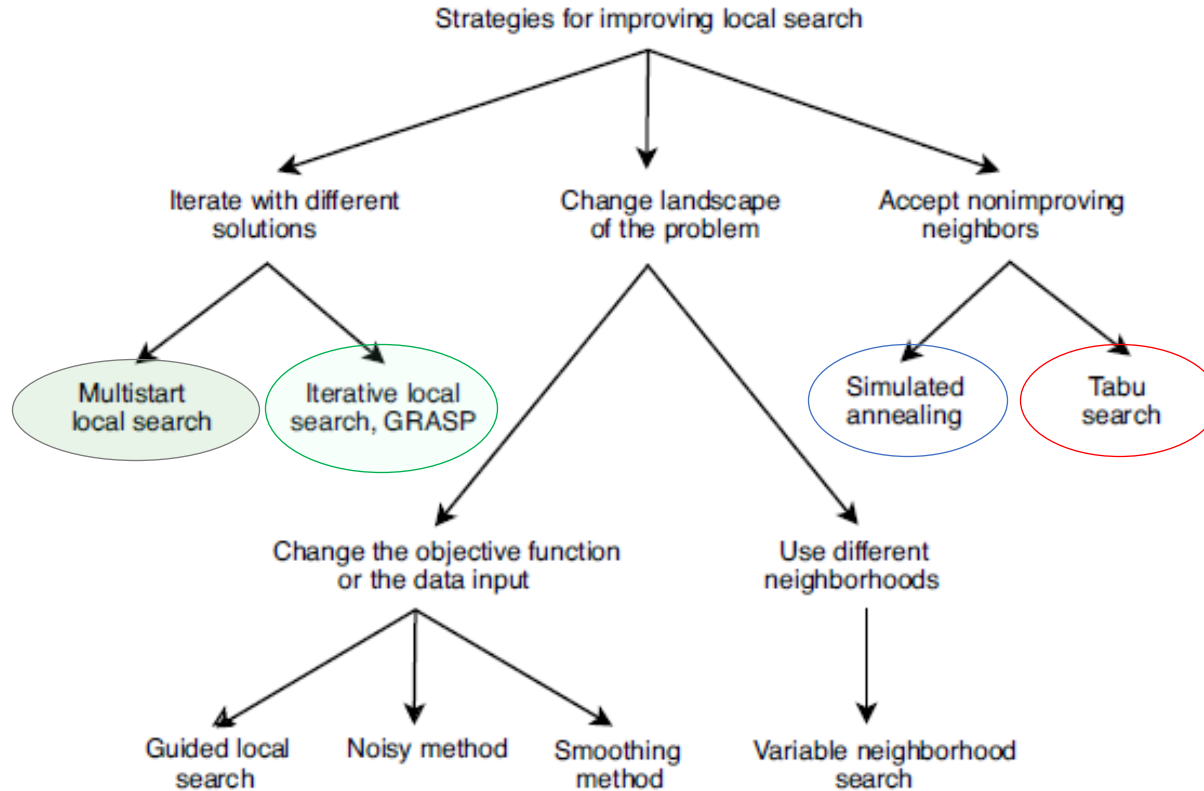 Strategies for improving local search
Iterate with different
solutions
Change landscape
of the problem
Accept nonimproving
neighbors
Multistart
local search
Iterative local
search, GRASP
Simulated
annealing
Tabu
search
Change the objective function
or the data input
Use different
neighborhoods
Guided local
search
Noisy method
Smoothing
method
Variable neighborhood
search